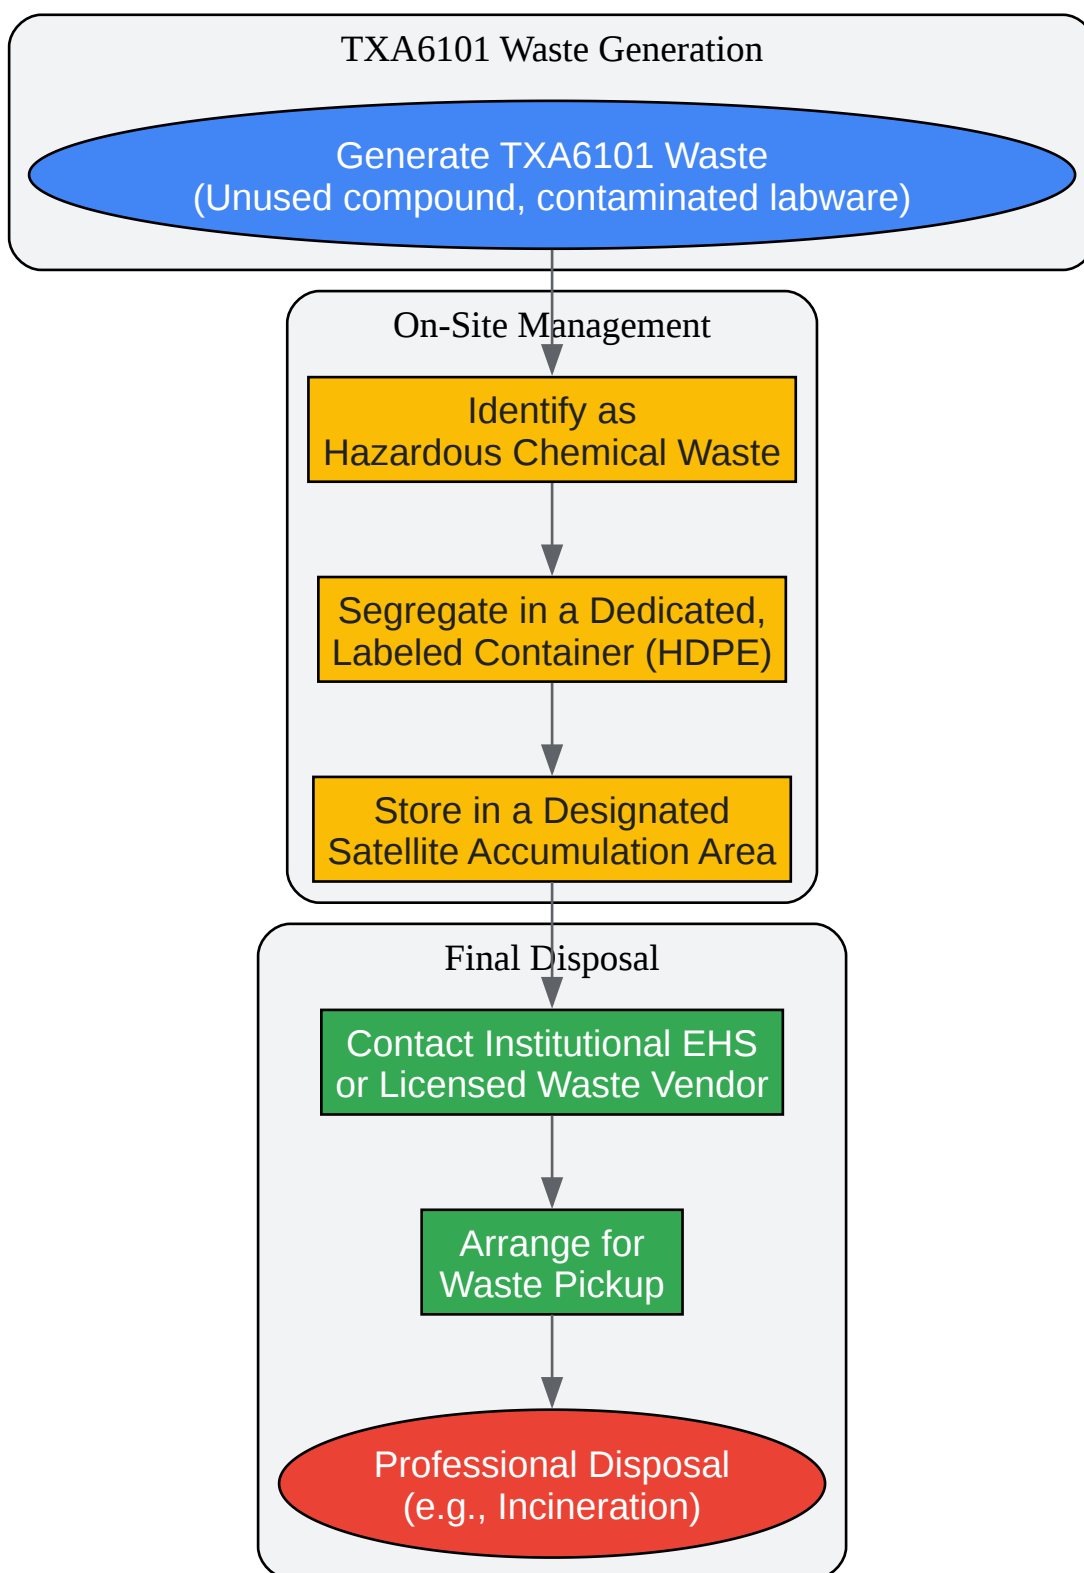 TXA6101 Waste Generation
Generate TXA6101 Waste
(Unused compound, contaminated labware)
On-Site Management
Identify as
Hazardous Chemical Waste
Segregate in a Dedicated,
Labeled Container (HDPE)
Store in a Designated
Satellite Accumulation Area
Final Disposal
Contact Institutional EHS
or Licensed Waste Vendor
Arrange for
Waste Pickup
Professional Disposal
(e.g., Incineration)